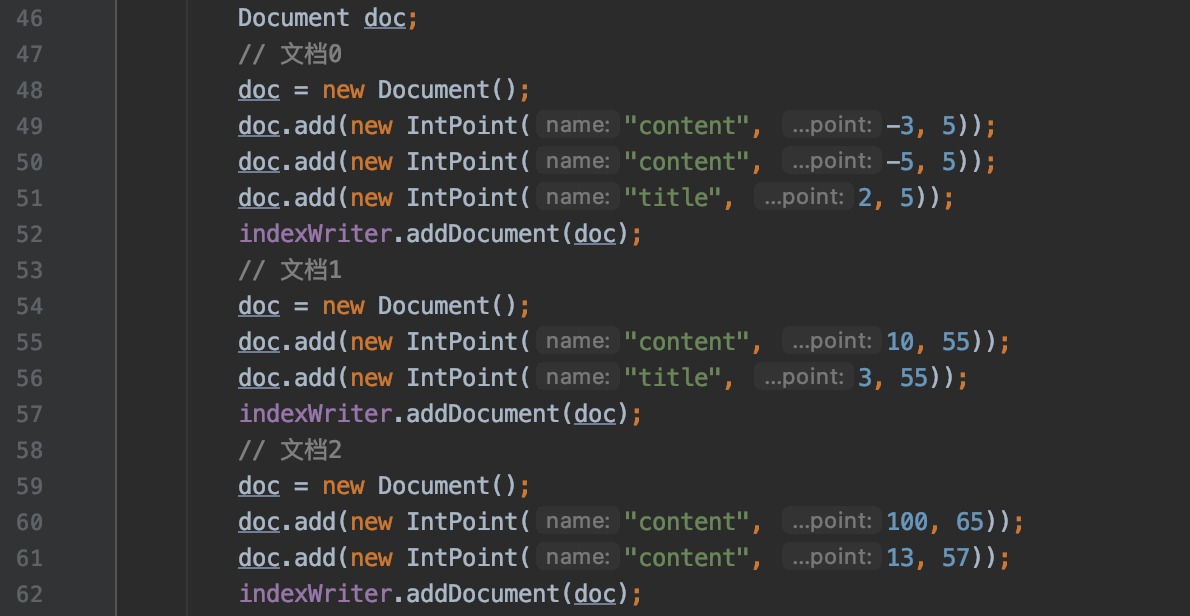 46 Document doc;
47 // 文档0
48 doc = new Document();
49 doc.add(new IntPoint( name: "content", ...point: -3, 5));
50 doc.add(new IntPoint( name: "content", ...point: -5, 5));
51 doc.add(new IntPoint( name: "title", ...point: 2, 5));
52 indexWriter.addDocument(doc);
53 // 文档1
54 doc = new Document();
55 doc.add(new IntPoint( name: "content", ...point: 10, 55));
56 doc.add(new IntPoint( name: "title", ...point: 3, 55));
57 indexWriter.addDocument(doc);
58 // 文档2
59 doc = new Document();
60 doc.add(new IntPoint( name: "content", ...point: 100, 65));
61 doc.add(new IntPoint( name: "content", ...point: 13, 57));
62 indexWriter.addDocument(doc);